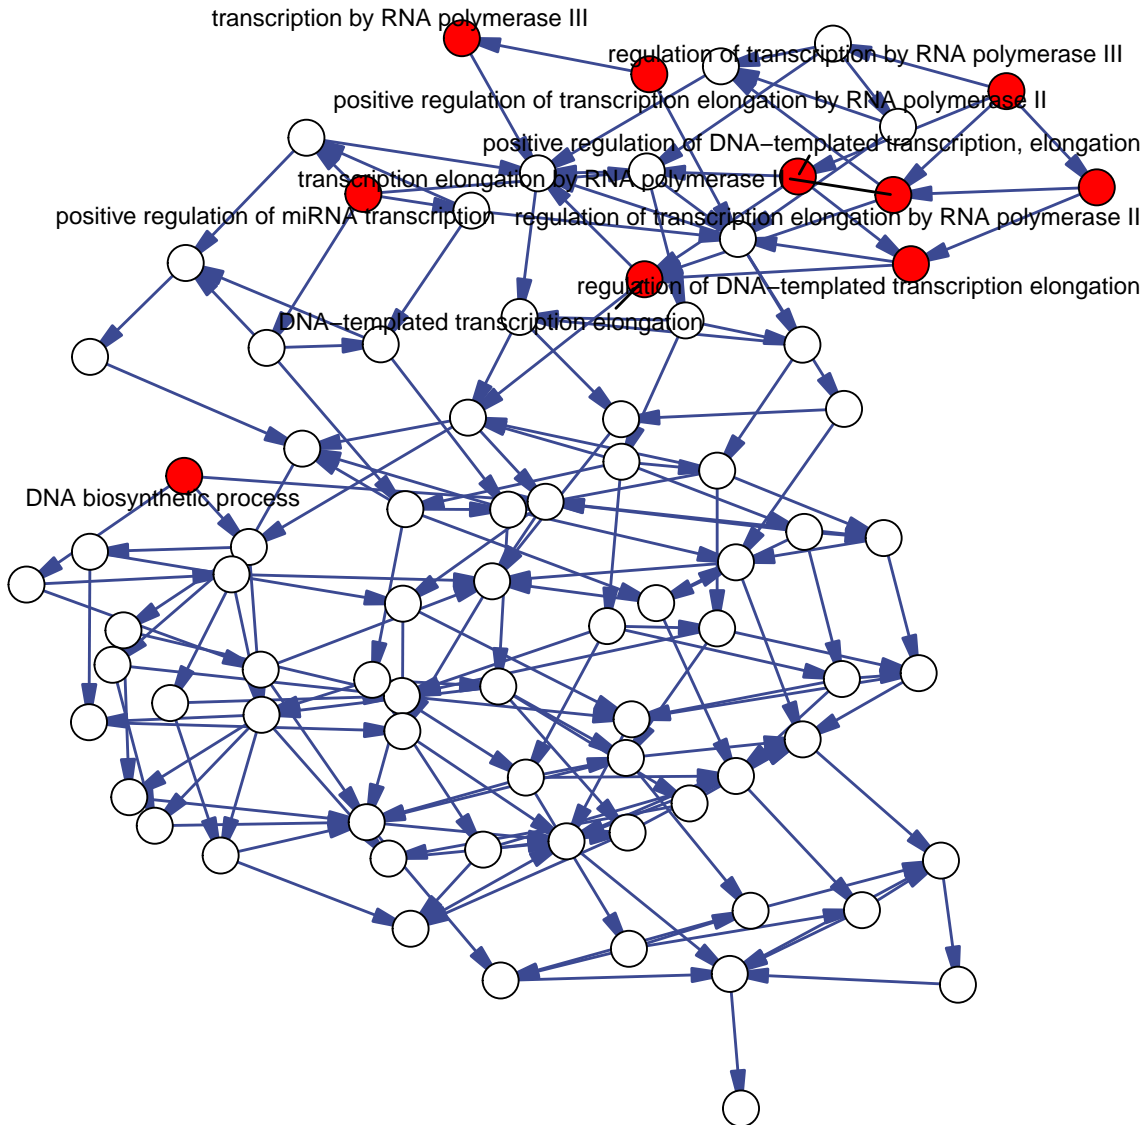 transcription by RNA polymerase III
regulation of transcription by RNA polymerase III
positive regulation of transcription elongation by RNA polymerase II
positive regulation of DNA−templated transcription, elongation
transcription elongation by RNA polymerase II
positive regulation of miRNA transcription
regulation of transcription elongation by RNA polymerase II
regulation of DNA−templated transcription elongation
DNA−templated transcription elongation
DNA biosynthetic process